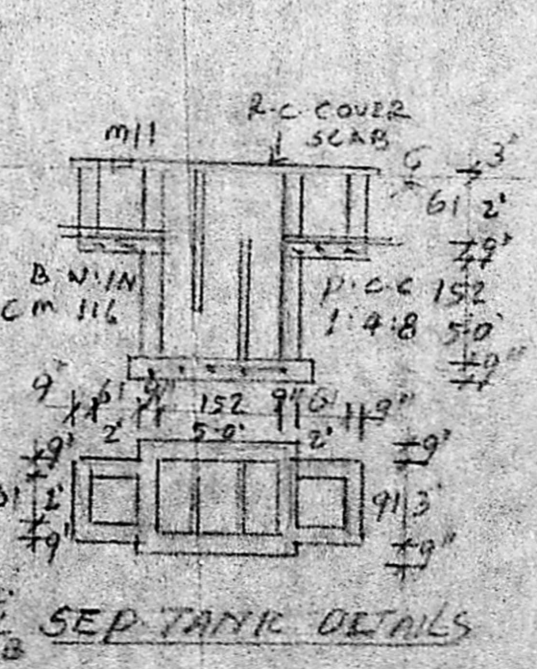 R.C. COVER
SLAB
M11
G
3"
61 2'
9"
B.W. IN
CM 1:6
P.C.C
1:4:8
152
5-0'
9"
9" 61 9" 152 9" 61 9"
2' 5-0' 2'
9"
2'
9"
9"
91 3'
9"
B
SEP. TANK DETAILS